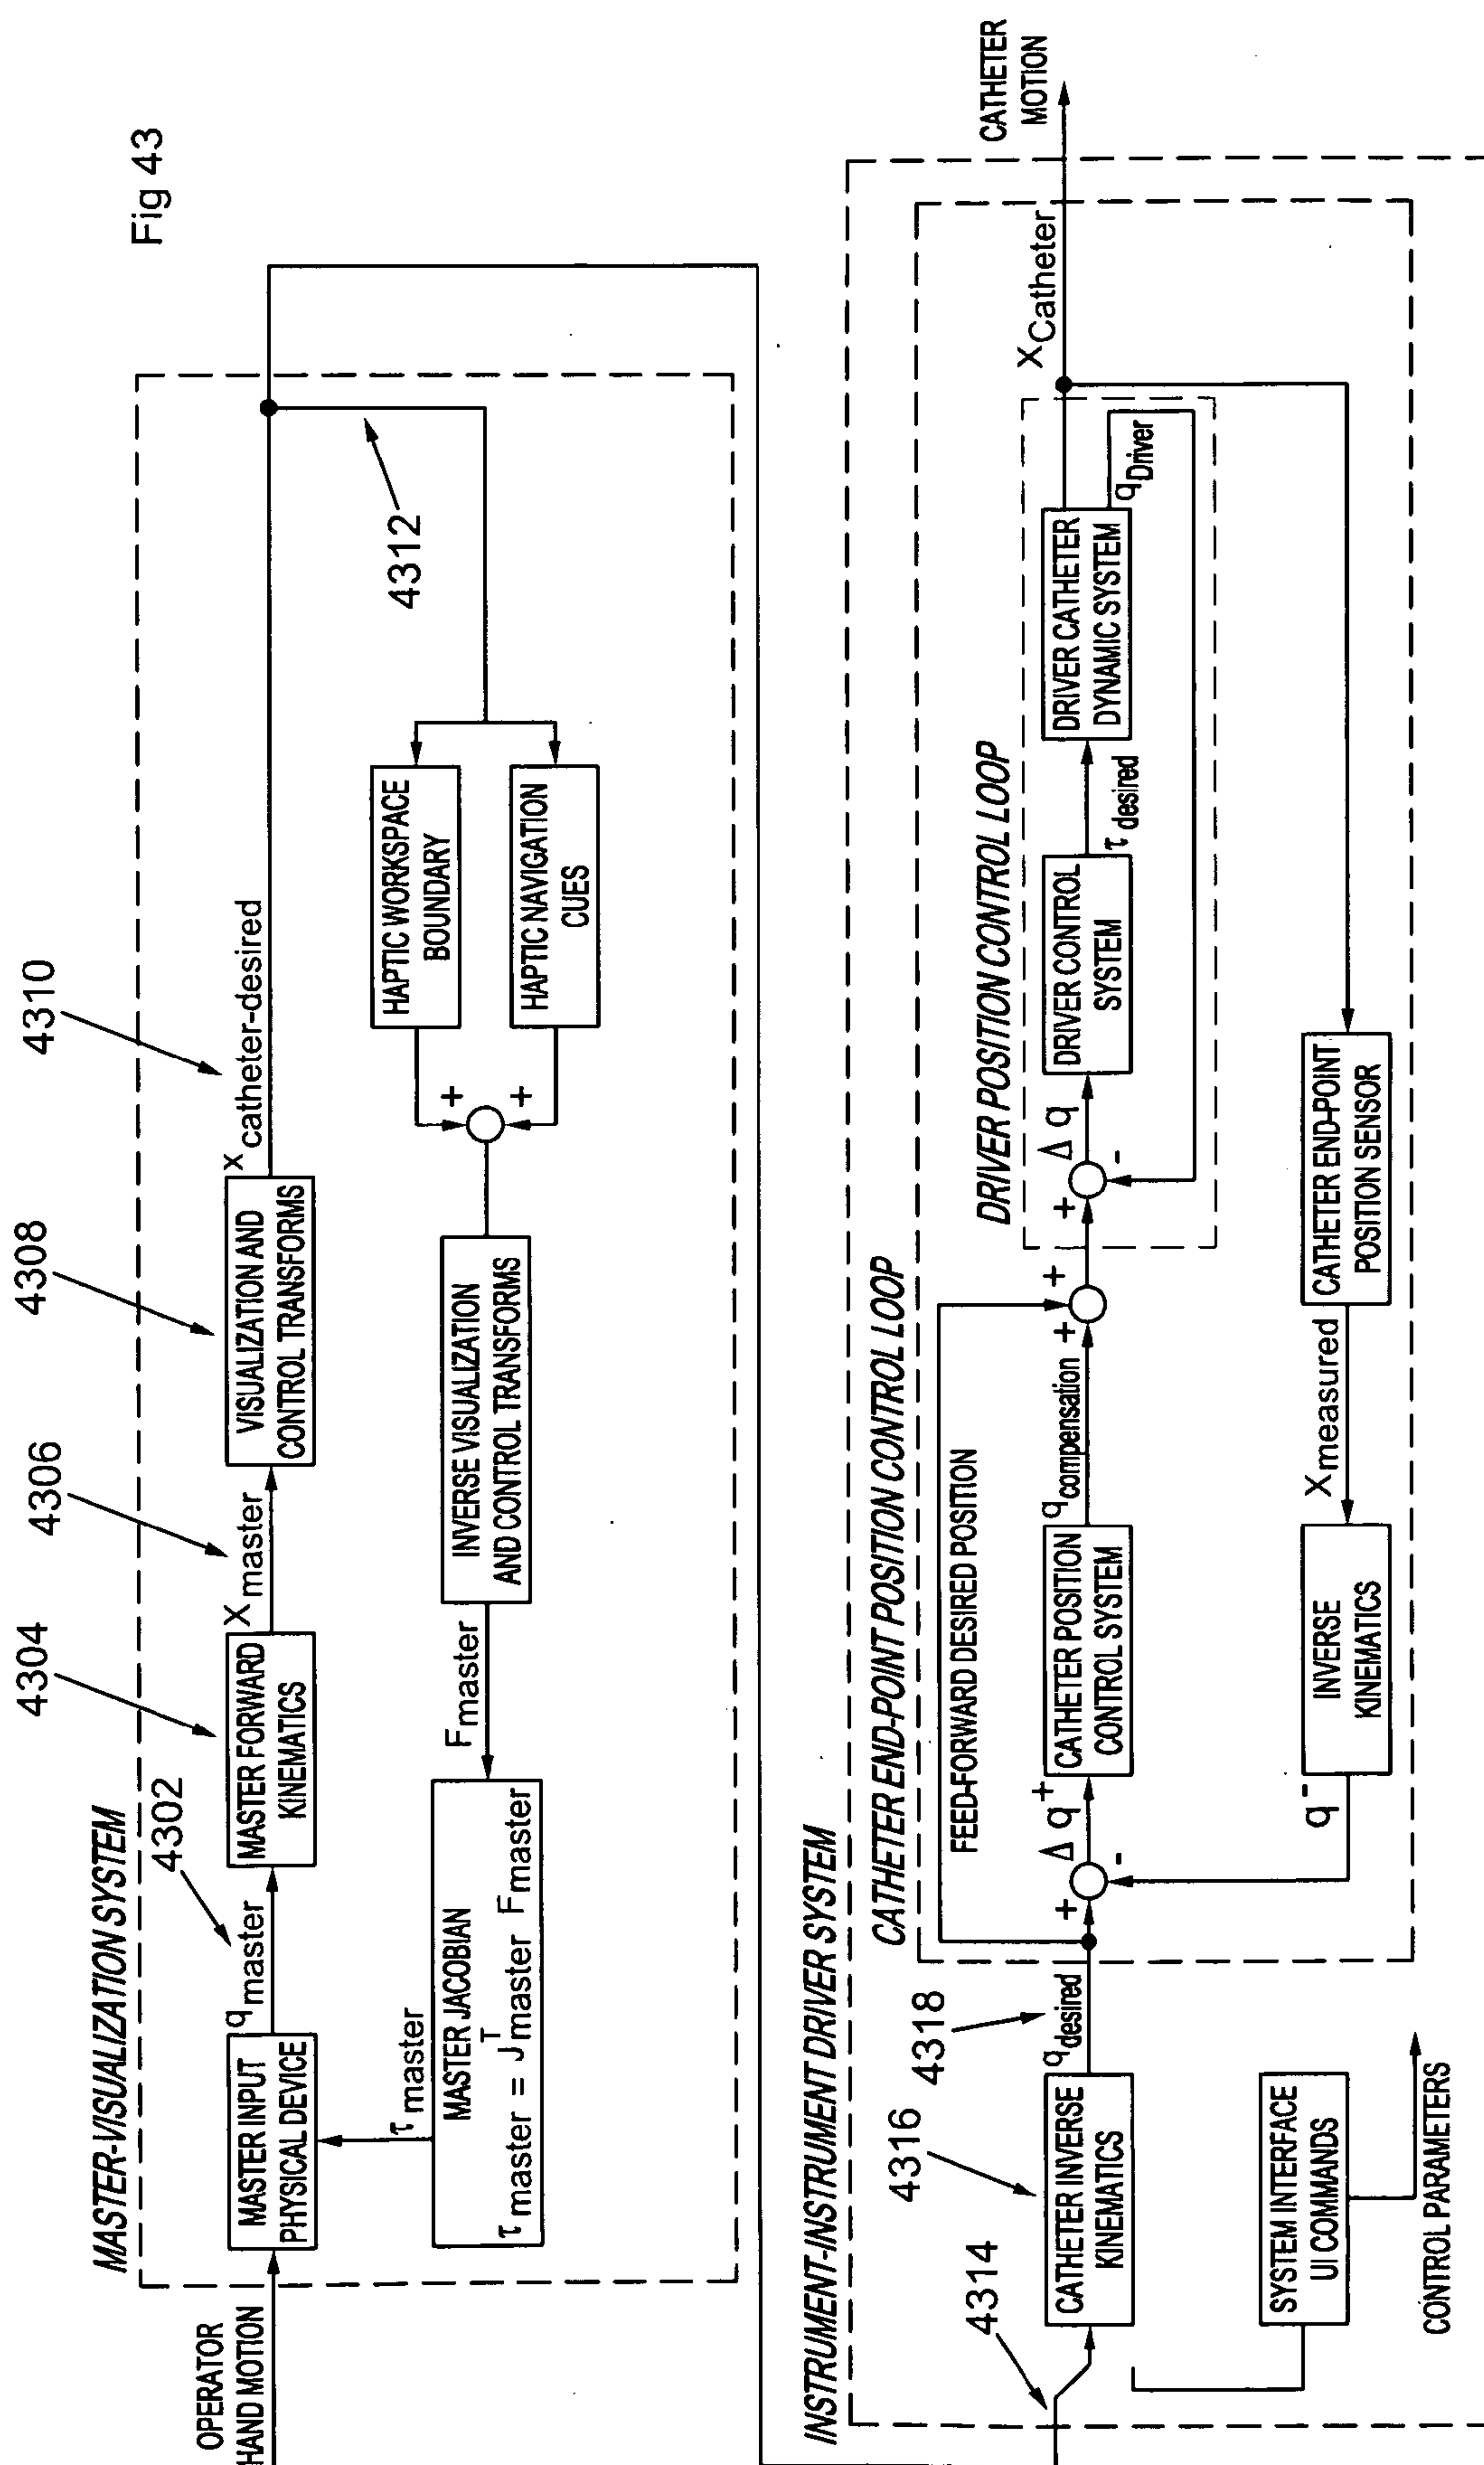 Fig 43
MASTER-VISUALIZATION SYSTEM
OPERATOR
HAND MOTION
MASTER INPUT
PHYSICAL DEVICE
q master
4302
MASTER FORWARD
KINEMATICS
4304
X master
4306
VISUALIZATION AND
CONTROL TRANSFORMS
4308
x catheter-desired
4310
4312
HAPTIC WORKSPACE
BOUNDARY
HAPTIC NAVIGATION
CUES
+
+
INVERSE VISUALIZATION
AND CONTROL TRANSFORMS
F master
MASTER JACOBIAN
τ master = J master T F master
τ master
INSTRUMENT-INSTRUMENT DRIVER SYSTEM
4314
CATHETER INVERSE
KINEMATICS
4316
q desired
4318
SYSTEM INTERFACE
UI COMMANDS
CONTROL PARAMETERS
CATHETER END-POINT POSITION CONTROL LOOP
FEED-FORWARD DESIRED POSITION
+
-
Δ q +
CATHETER POSITION
CONTROL SYSTEM
q compensation
+
+
DRIVER POSITION CONTROL LOOP
+
-
Δ q
DRIVER CONTROL
SYSTEM
τ desired
DRIVER CATHETER
DYNAMIC SYSTEM
q Driver
X Catheter
CATHETER
MOTION
CATHETER END-POINT
POSITION SENSOR
X measured
INVERSE
KINEMATICS
q -